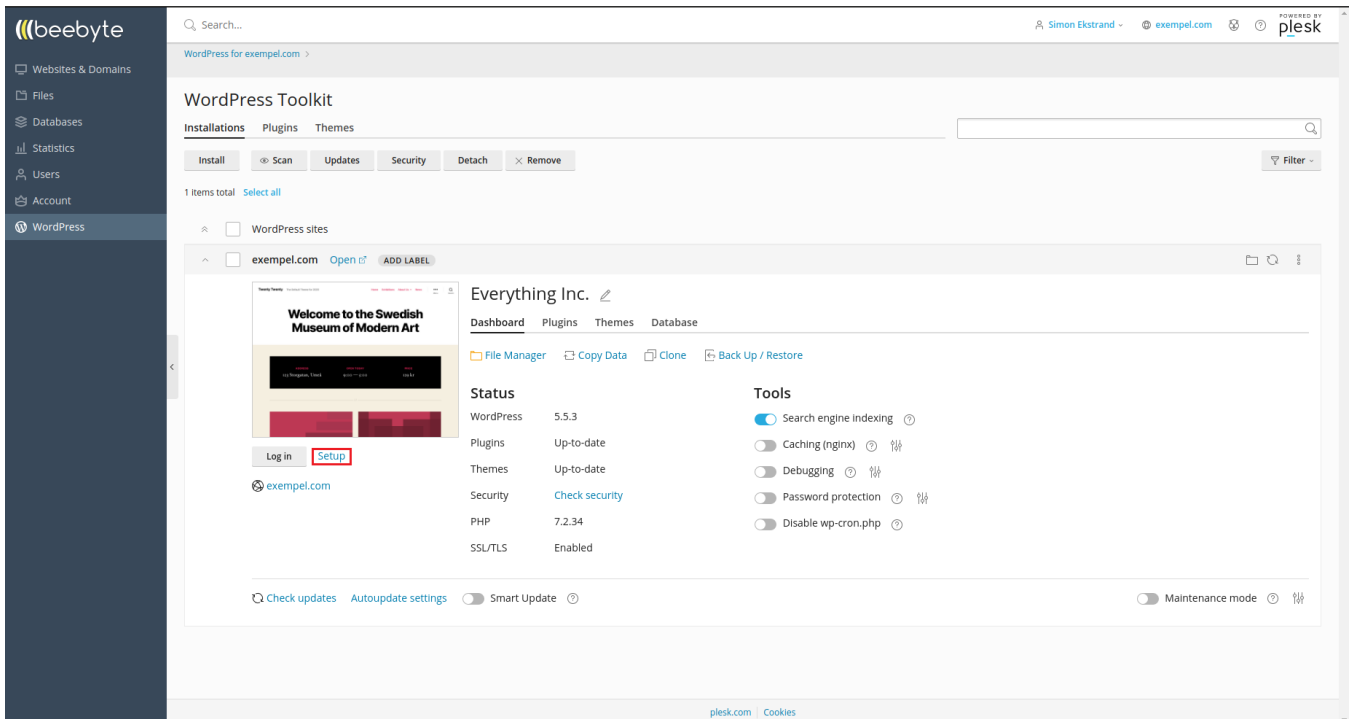 beebyte
Search...
Simon Ekstrand
exempel.com
POWERED BY
plesk
WordPress for exempel.com >
Websites & Domains
Files
Databases
Statistics
Users
Account
WordPress
WordPress Toolkit
Installations Plugins Themes
Install Scan Updates Security Detach Remove Filter
1 items total Select all
WordPress sites
exempel.com Open ADD LABEL
Twenty Twenty
Welcome to the Swedish
Museum of Modern Art
Log in Setup
exempel.com
Everything Inc.
Dashboard Plugins Themes Database
File Manager Copy Data Clone Back Up / Restore
Status
WordPress 5.5.3
Plugins Up-to-date
Themes Up-to-date
Security Check security
PHP 7.2.34
SSL/TLS Enabled
Tools
Search engine indexing
Caching (nginx)
Debugging
Password protection
Disable wp-cron.php
Check updates Autoupdate settings Smart Update Maintenance mode
plesk.com Cookies